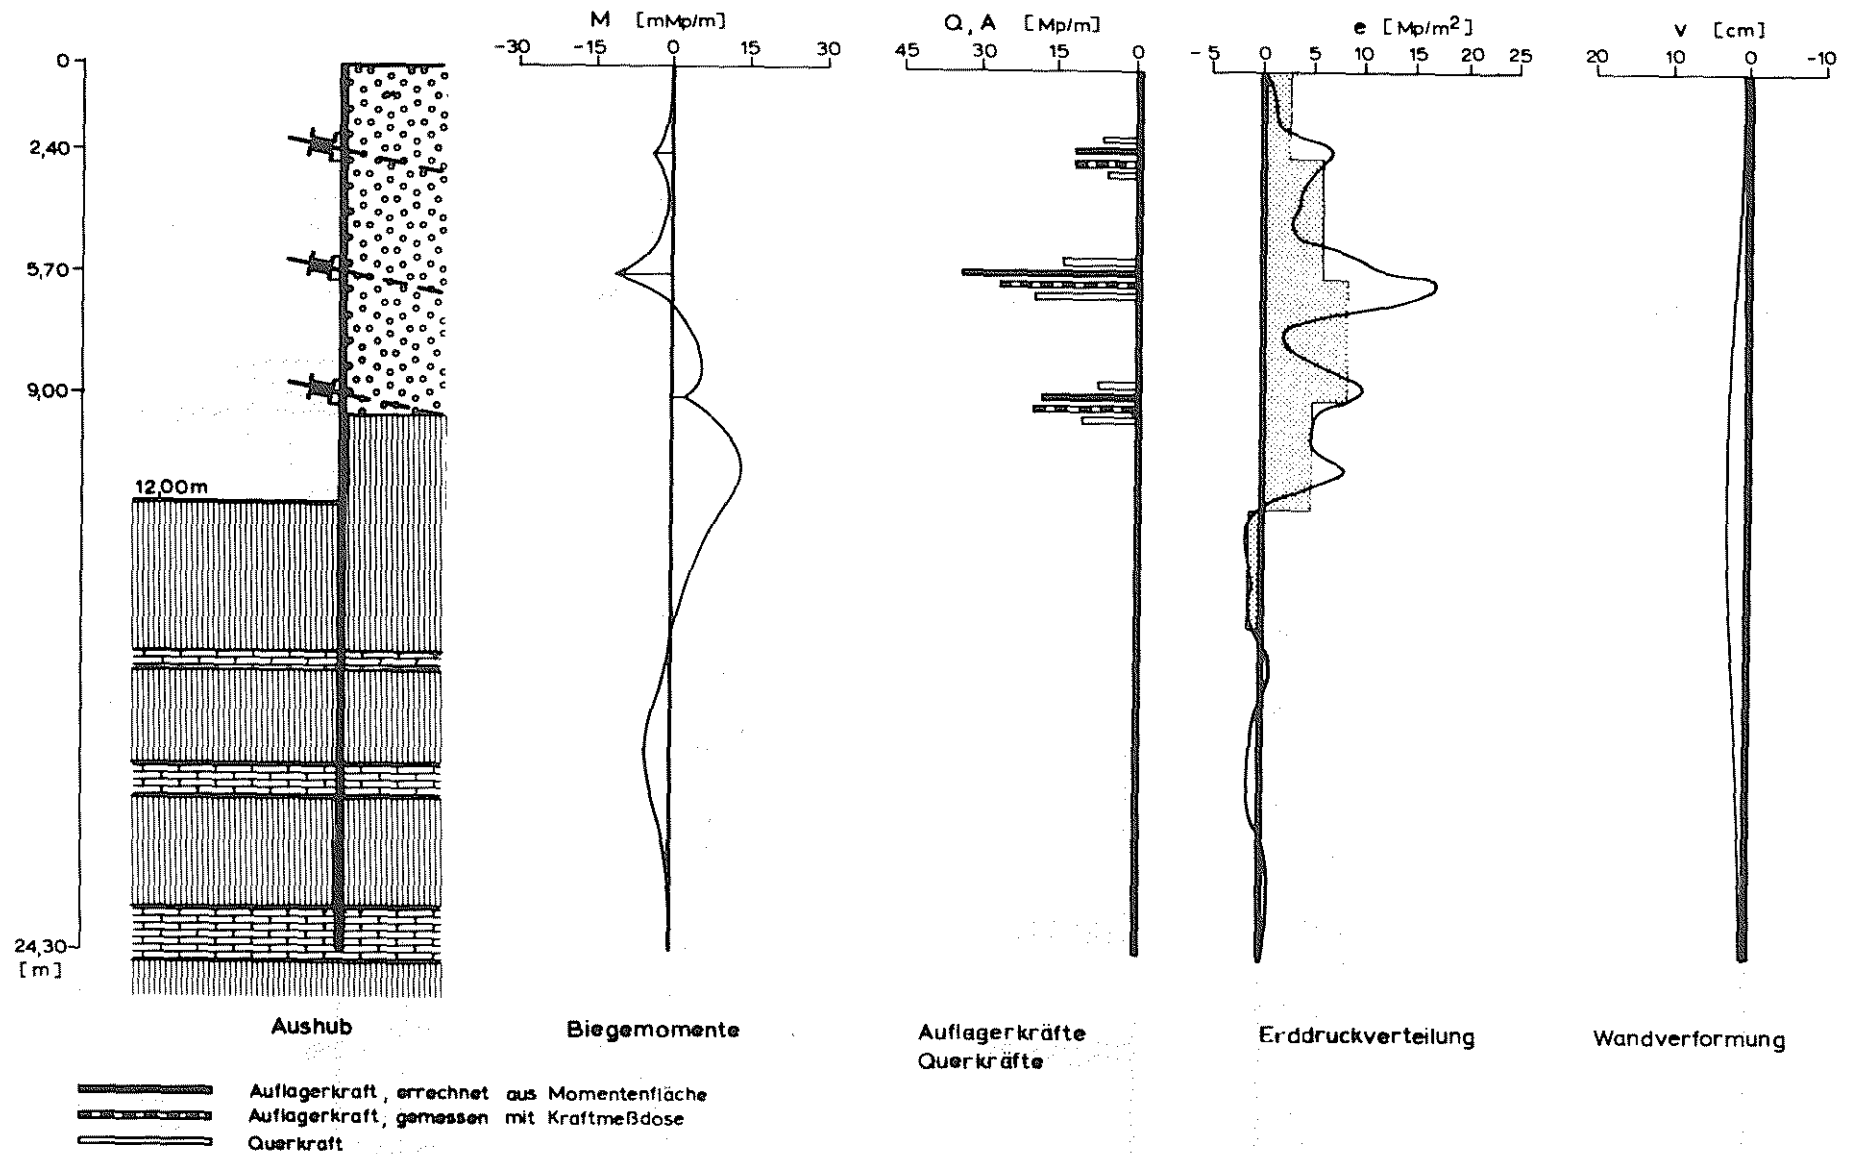 M [mMp/m]
-30 -15 0 15 30
Q, A [Mp/m]
45 30 15 0
e [Mp/m²]
-5 0 5 10 15 20 25
v [cm]
20 10 0 -10
0
2,40
5,70
9,00
12,00m
24,30
[m]
Aushub
Biegemomente
Auflagerkräfte
Querkräfte
Erddruckverteilung
Wandverformung
Auflagerkraft, errechnet aus Momentenfläche
Auflagerkraft, gemessen mit Kraftmeßdose
Querkraft